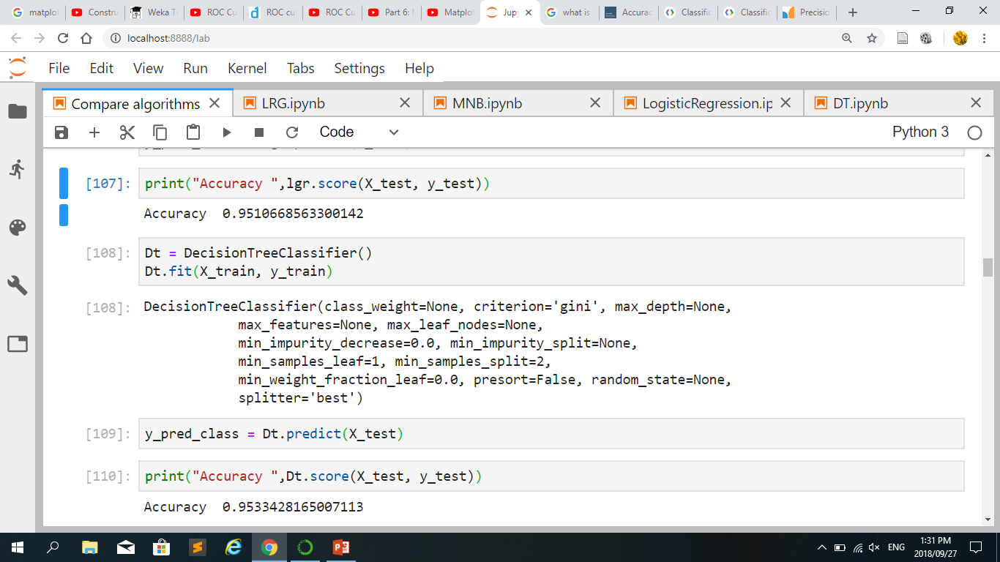 matplot
Constru
Weka T
ROC Cu
ROC cu
ROC Cu
Part 6:
Matplot
Jupy
what is
Accurac
Classific
Classific
Precisio
localhost:8888/lab
File Edit View Run Kernel Tabs Settings Help
Compare algorithms
LRG.ipynb
MNB.ipynb
LogisticRegression.ip
DT.ipynb
Code
Python 3
[107]: print("Accuracy ",lgr.score(X_test, y_test))
Accuracy  0.9510668563300142
[108]: Dt = DecisionTreeClassifier()
Dt.fit(X_train, y_train)
[108]: DecisionTreeClassifier(class_weight=None, criterion='gini', max_depth=None,
max_features=None, max_leaf_nodes=None,
min_impurity_decrease=0.0, min_impurity_split=None,
min_samples_leaf=1, min_samples_split=2,
min_weight_fraction_leaf=0.0, presort=False, random_state=None,
splitter='best')
[109]: y_pred_class = Dt.predict(X_test)
[110]: print("Accuracy ",Dt.score(X_test, y_test))
Accuracy  0.9533428165007113
ENG
1:31 PM
2018/09/27